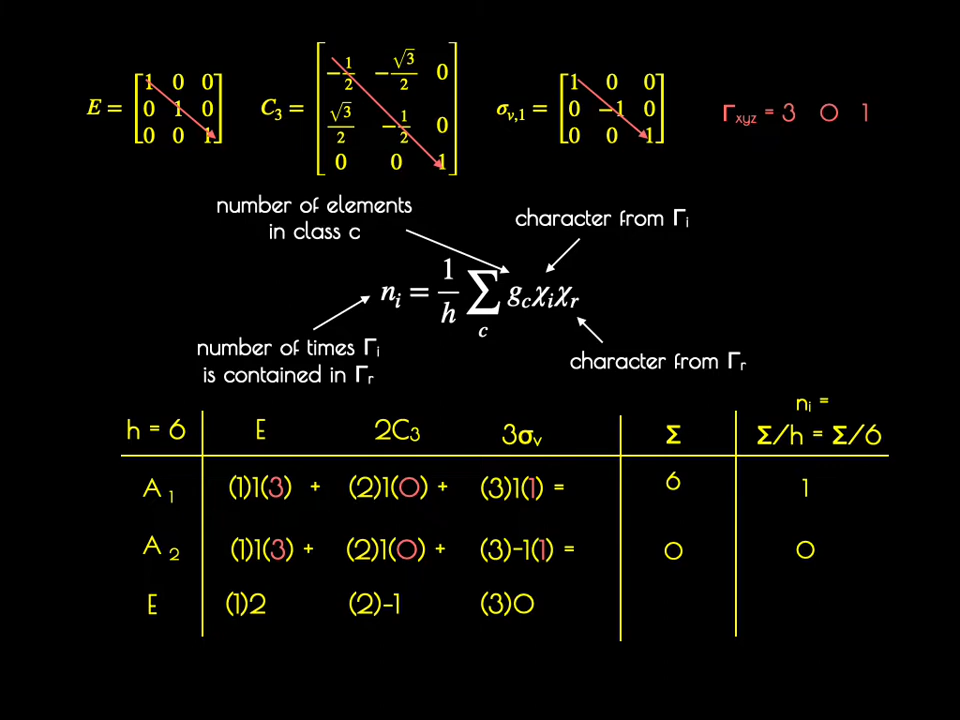 E = [1 0 0
0 1 0
0 0 1]
C₃ = [-1/2 -√3/2 0
√3/2 -1/2 0
0 0 1]
σᵥ,₁ = [1 0 0
0 −1 0
0 0 1]
Γxyz = 3 0 1
number of elements
in class c
character from Γi
nᵢ = 1/h Σc g_c χᵢ χᵣ
number of times Γi
is contained in Γr
character from Γr
nᵢ =
h = 6 E 2C₃ 3σᵥ Σ Σ/h = Σ/6
A₁ (1)1(3) + (2)1(0) + (3)1(1) = 6 1
A₂ (1)1(3) + (2)1(0) + (3)-1(1) = 0 0
E (1)2 (2)-1 (3)0